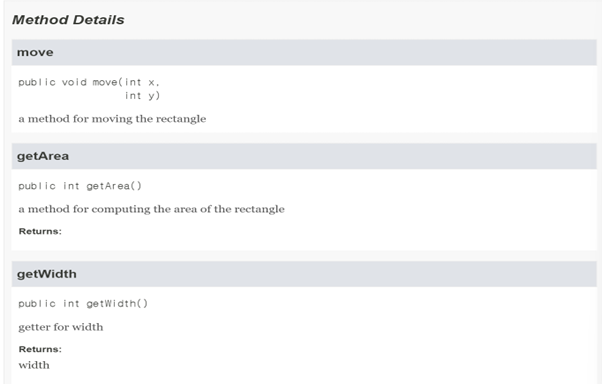 Method Details
move
public void move(int x,
int y)
a method for moving the rectangle
getArea
public int getArea()
a method for computing the area of the rectangle
Returns:
getWidth
public int getWidth()
getter for width
Returns:
width